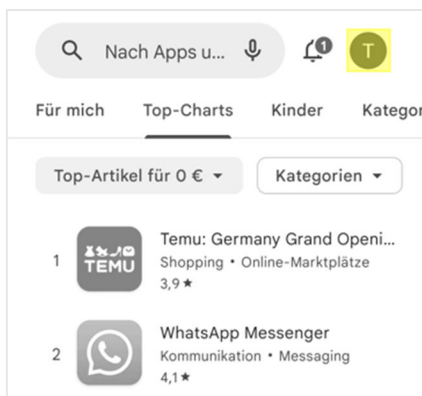 Nach Apps u...
1
T
Für mich Top-Charts Kinder Kategor
Top-Artikel für 0 € Kategorien
1
TEMU
Temu: Germany Grand Openi...
Shopping • Online-Marktplätze
3,9 ★
2
WhatsApp Messenger
Kommunikation • Messaging
4,1 ★